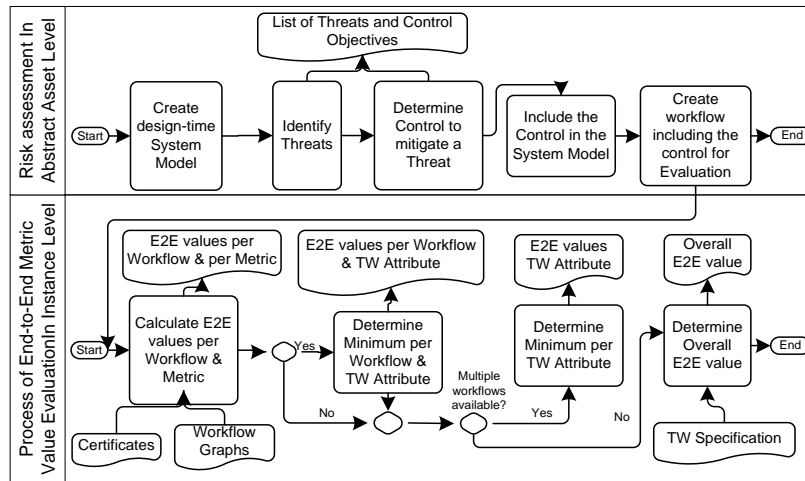 Risk assessment In
Abstract Asset Level
List of Threats and Control
Objectives
Start
Create
design-time
System
Model
Identify
Threats
Determine
Control to
mitigate a
Threat
Include the
Control in the
System Model
Create
workflow
including the
control for
Evaluation
End
Process of End-to-End Metric
Value EvaluationIn Instance Level
E2E values per
Workflow & per Metric
E2E values per Workflow
& TW Attribute
E2E values
TW Attribute
Overall
E2E value
Start
Calculate E2E
values per
Workflow &
Metric
Yes
No
Determine
Minimum per
Workflow &
TW Attribute
Multiple
workflows
available?
Yes
No
Determine
Minimum per
TW Attribute
Determine
Overall
E2E value
End
Certificates
Workflow
Graphs
TW Specification